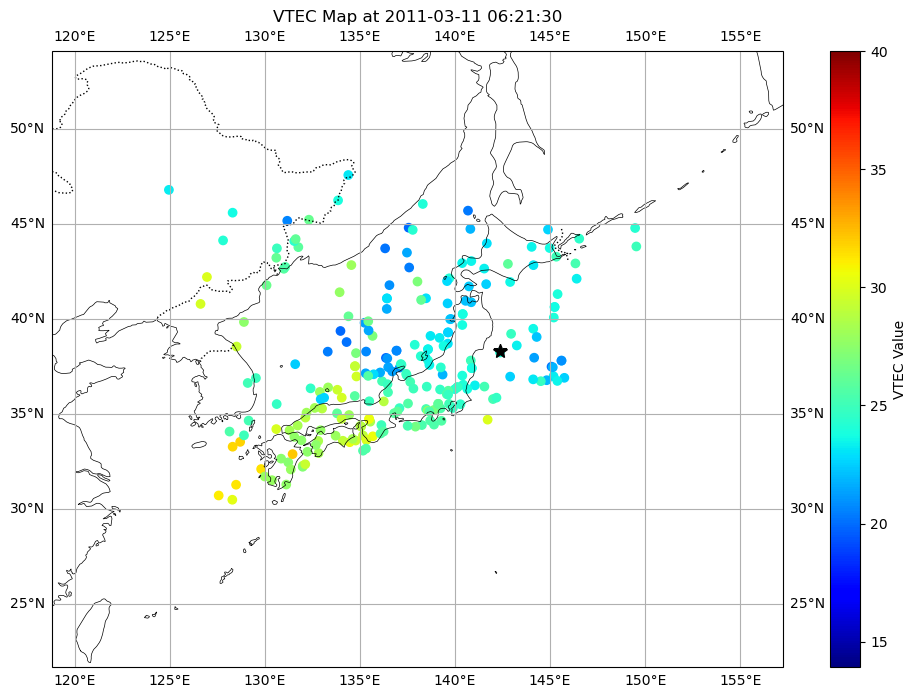 VTEC Map at 2011-03-11 06:21:30
120°E 125°E 130°E 135°E 140°E 145°E 150°E 155°E
40
50°N 50°N
35
45°N 45°N
40°N 40°N
30
VTEC Value
35°N 35°N
25
30°N 30°N
20
25°N 25°N
15
120°E 125°E 130°E 135°E 140°E 145°E 150°E 155°E